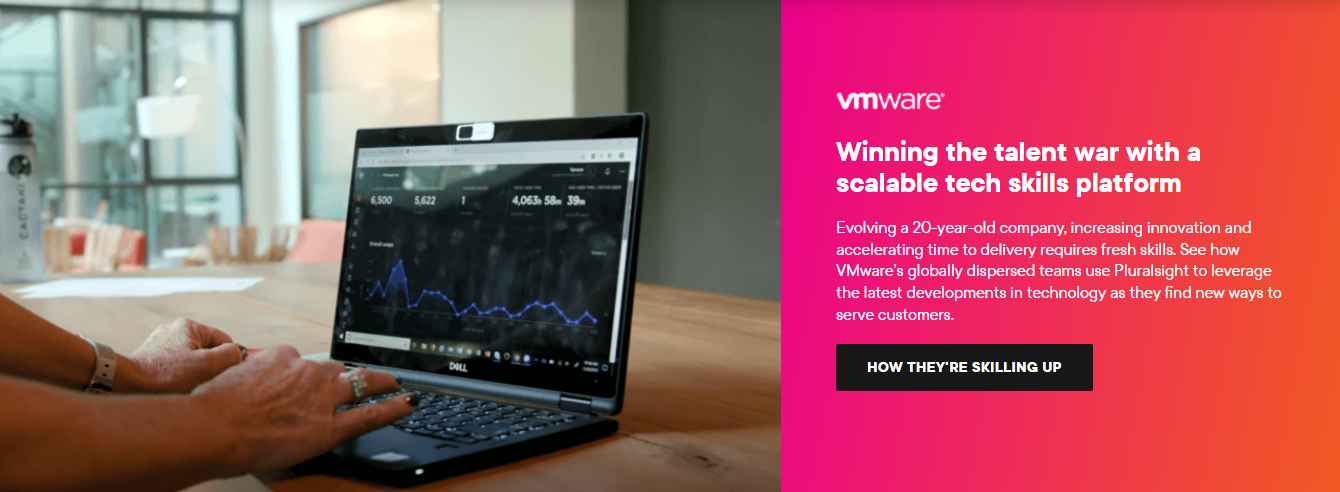 CACTAKI
6,500
5,622
1
4,063h 58m
39m
Overall usage
DELL
vmware®
Winning the talent war with a
scalable tech skills platform
Evolving a 20-year-old company, increasing innovation and
accelerating time to delivery requires fresh skills. See how
VMware's globally dispersed teams use Pluralsight to leverage
the latest developments in technology as they find new ways to
serve customers.
HOW THEY'RE SKILLING UP